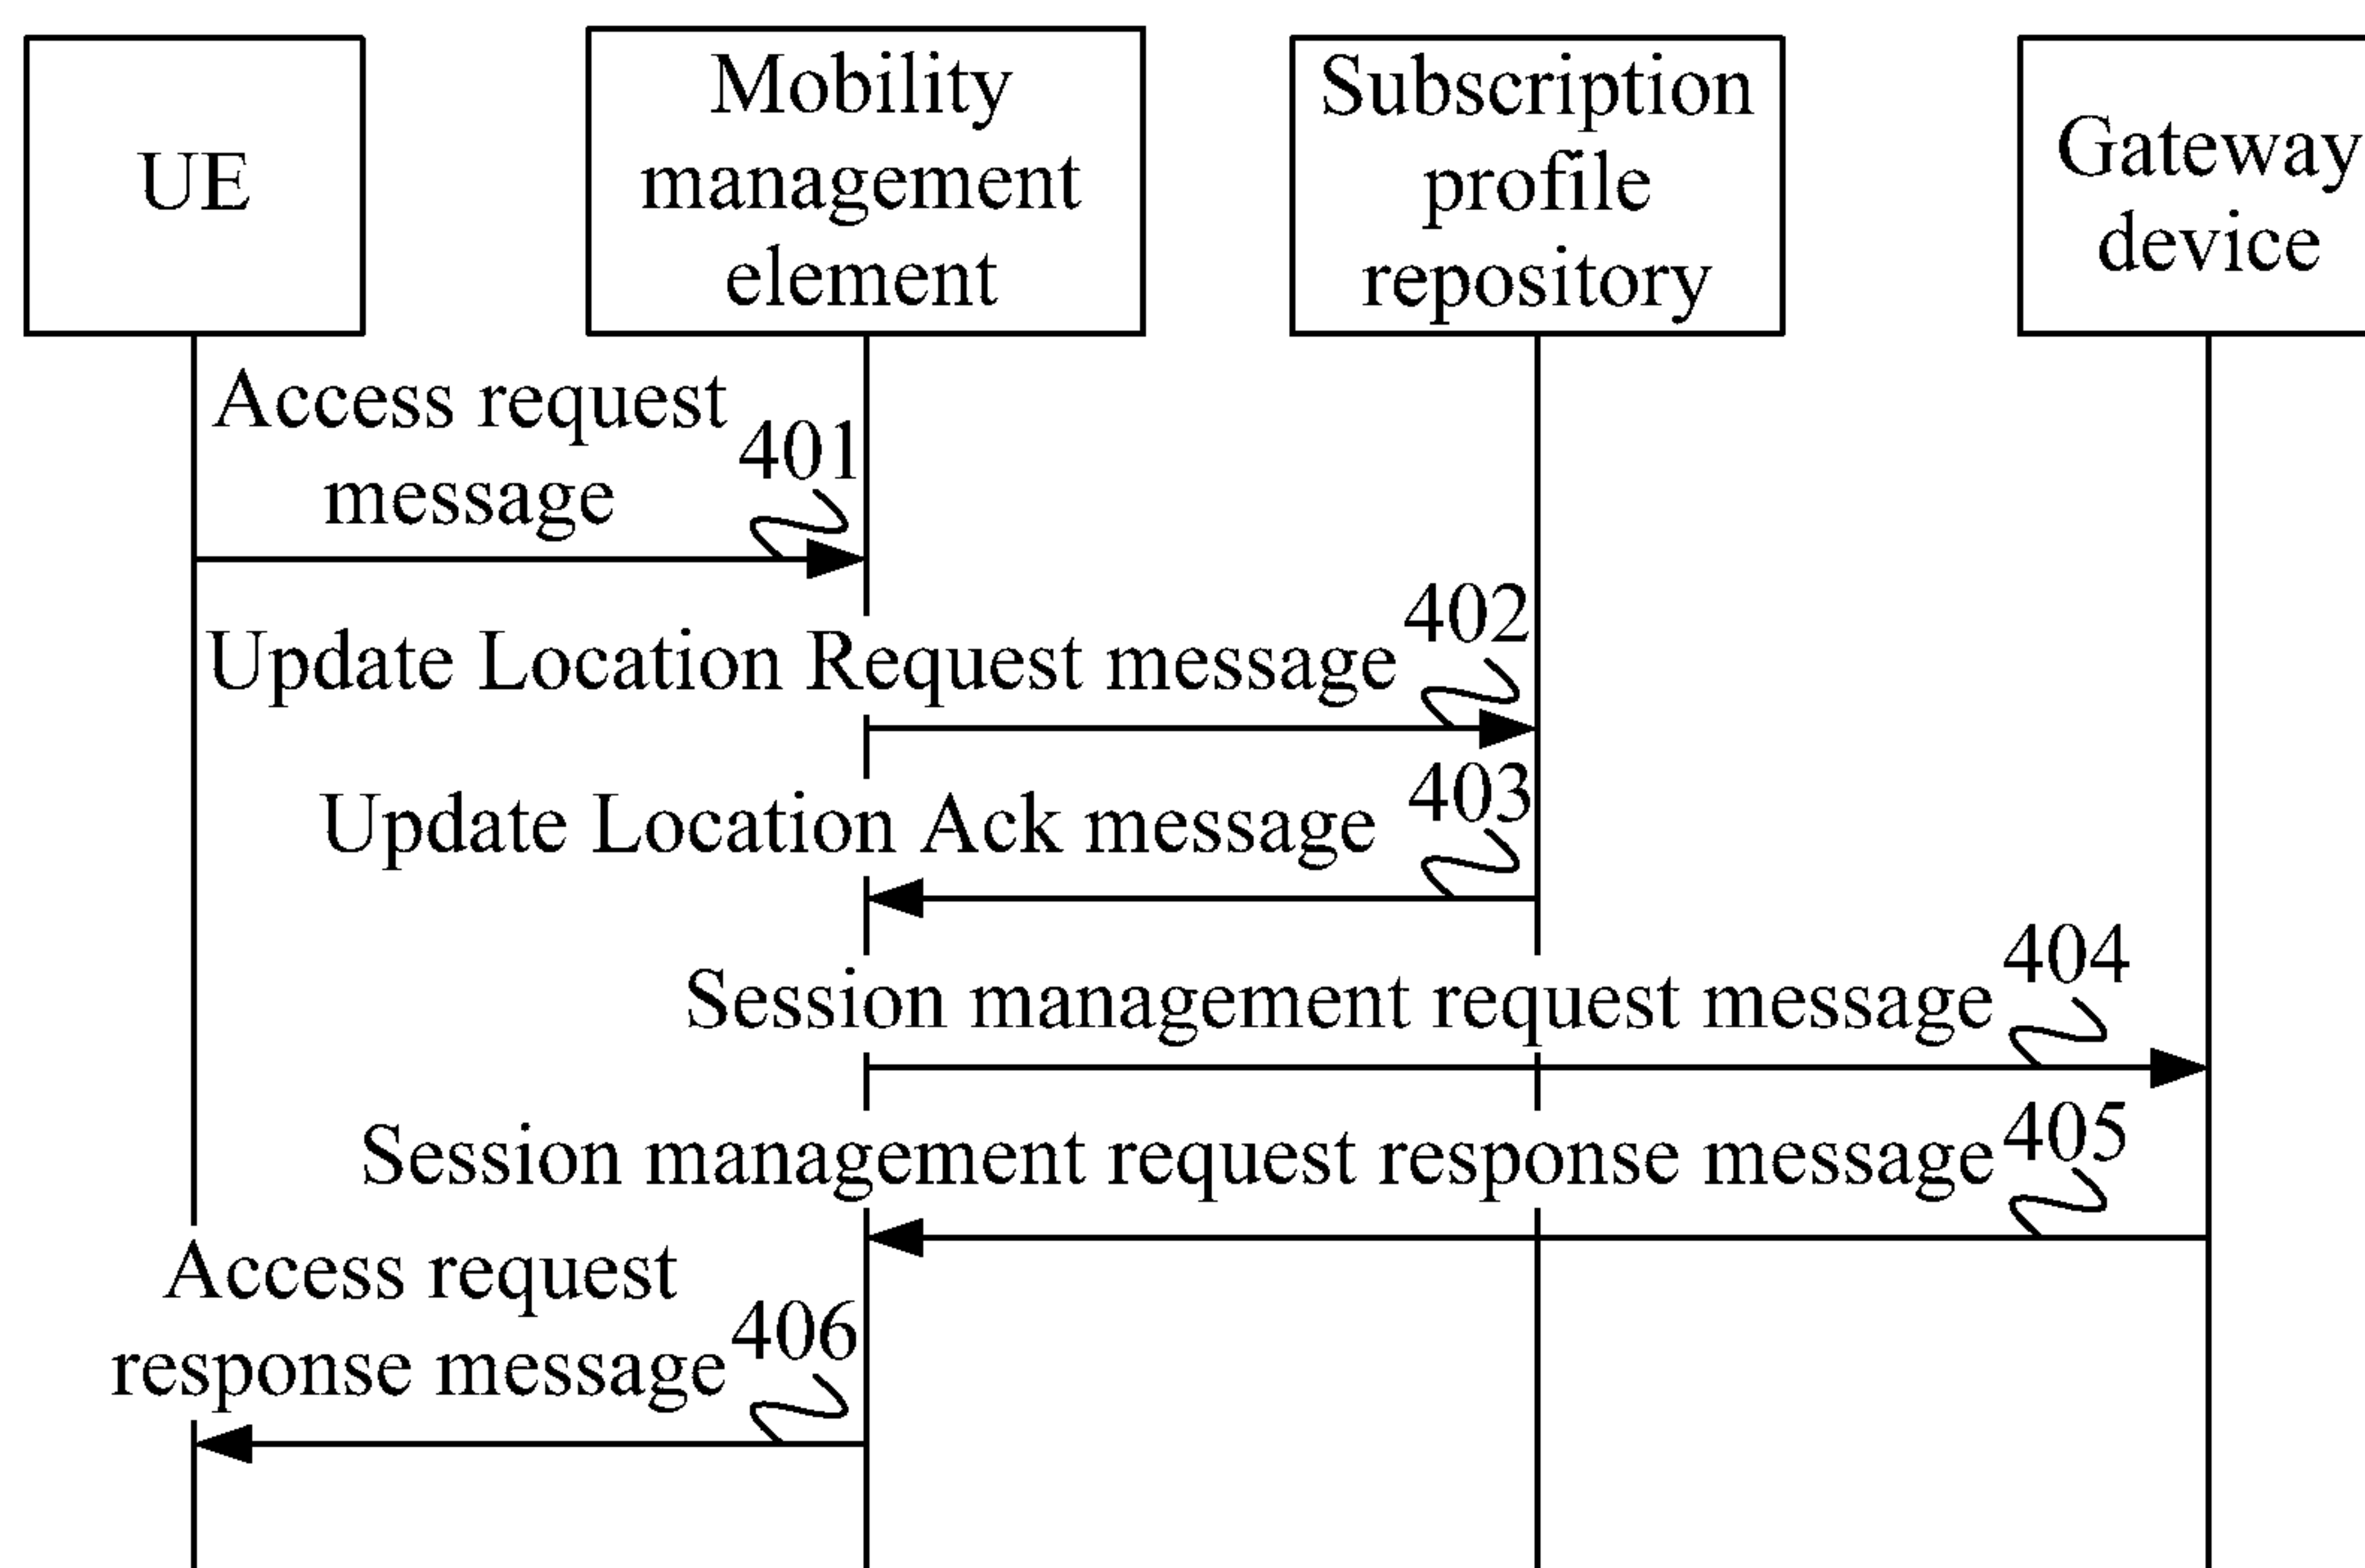 UE
Mobility
management
element
Subscription
profile
repository
Gateway
device
Access request
message
401
Update Location Request message
402
Update Location Ack message
403
Session management request message
404
Session management request response message
405
Access request
response message
406